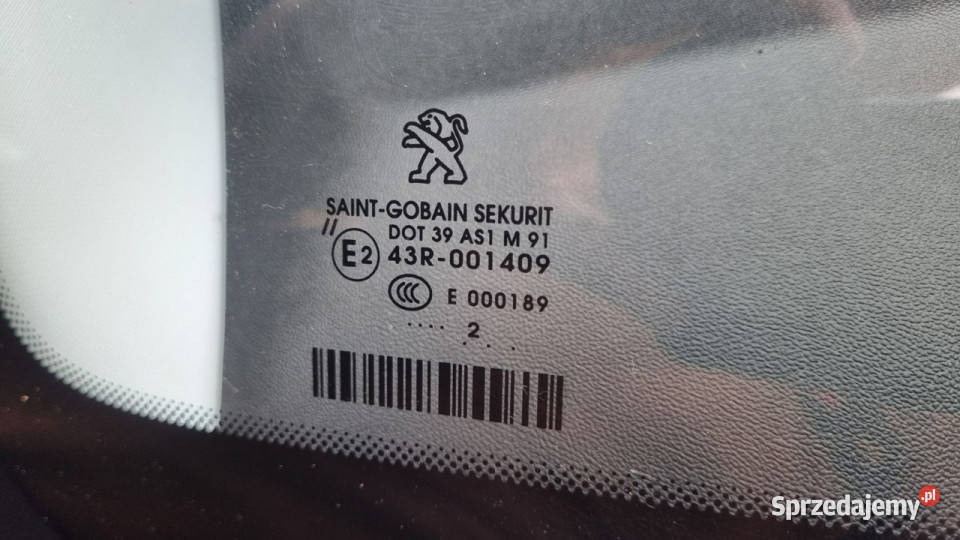 SAINT-GOBAIN SEKURIT
DOT 39 AS1 M 91
E2 43R-001409
CCC E 000189
.... 2
. . .
Sprzedajemy.pl